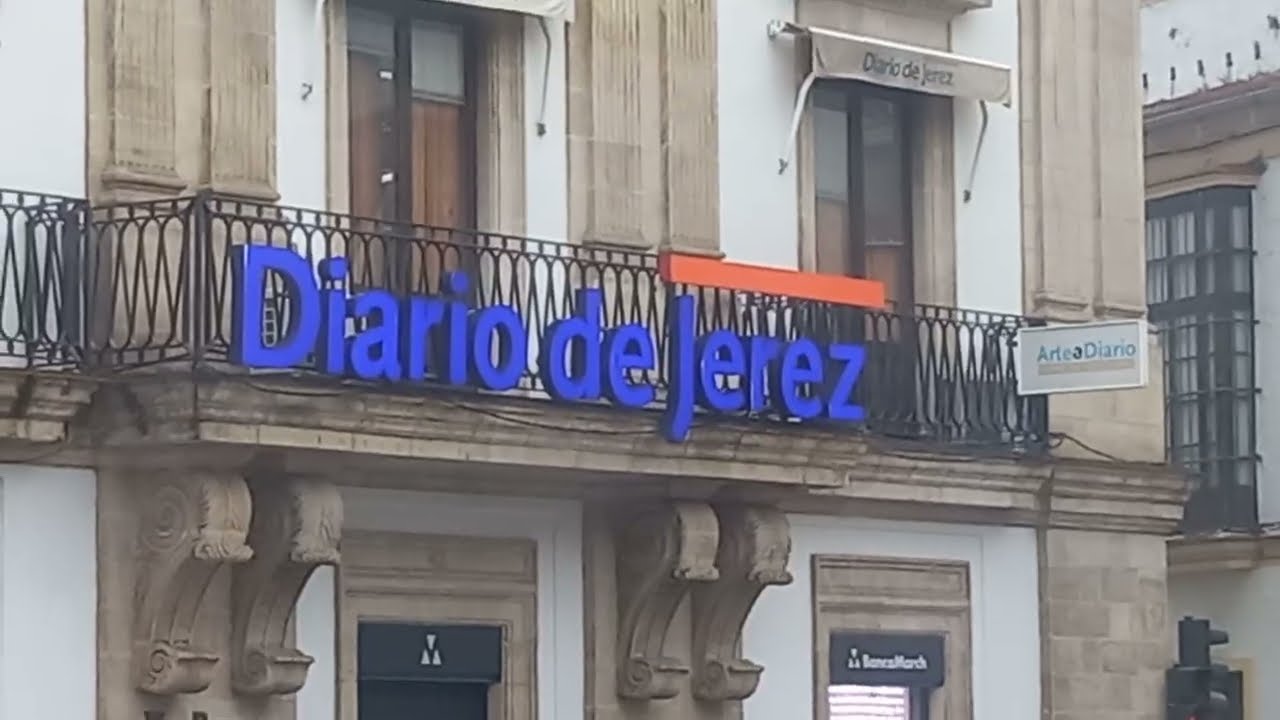 Diario de Jerez
Diario de Jerez
ArteaDiario
BancaMarch